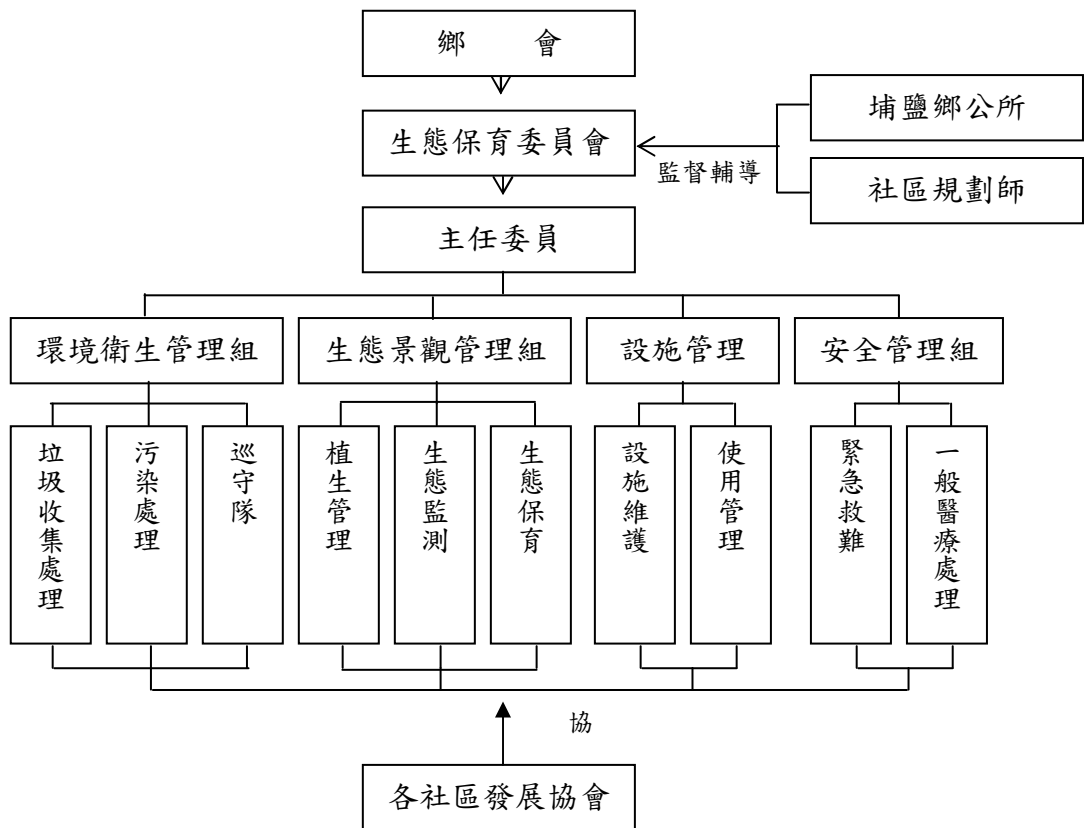 鄉 會
生態保育委員會
埔鹽鄉公所
監督輔導
社區規劃師
主任委員
環境衛生管理組
生態景觀管理組
設施管理
安全管理組
垃圾收集處理
污染處理
巡守隊
植生管理
生態監測
生態保育
設施維護
使用管理
緊急救難
一般醫療處理
協
各社區發展協會